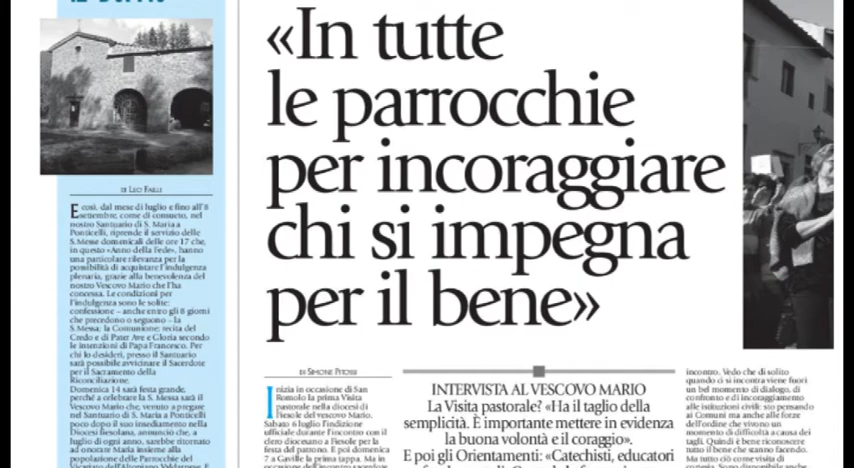 DI LUCI FAILLI
E così, dal mese di luglio e fino all'8
settembre, come di consueto, nel
nostro Santuario di S. Maria a
Ponticelli, riprende il servizio delle
S.Messe domenicali delle ore 17 che,
in questo «Anno della Fede», hanno
una particolare rilevanza per la
possibilità di acquistare l'indulgenza
plenaria, grazie alla benevolenza del
nostro Vescovo Mario che l'ha
concessa. Le condizioni per
l'indulgenza sono le solite:
confessione – anche entro gli 8 giorni
che precedono o seguono – la
S.Messa; la Comunione; recita del
Credo e di Pater Ave e Gloria secondo
le intenzioni di Papa Francesco. Per
chi lo desideri, presso il Santuario
sarà possibile avvicinare il Sacerdote
per il Sacramento della
Riconciliazione.
Domenica 14 sarà festa grande,
perché a celebrare la S. Messa sarà il
Vescovo Mario che, venuto a pregare
nel Santuario di S. Maria a Ponticelli
poco dopo il suo insediamento nella
Diocesi fiesolana, annunciò che, a
luglio di ogni anno, sarebbe ritornato
ad onorare Maria insieme alla
popolazione delle Parrocchie del
«In tutte
le parrocchie
per incoraggiare
chi si impegna
per il bene»
DI SIMONE PITOSSI
Inizia in occasione di San
Romolo la prima Visita
pastorale nella diocesi di
Fiesole del vescovo Mario.
Sabato 6 luglio l'indizione
ufficiale durante l'incontro con il
clero diocesano a Fiesole per la
festa del patrono. E poi domenica
7 a Gaville la prima tappa. Ma in
INTERVISTA AL VESCOVO MARIO
La Visita pastorale? «Ha il taglio della
semplicità. È importante mettere in evidenza
la buona volontà e il coraggio».
E poi gli Orientamenti: «Catechisti, educatori
incontro. Vedo che di solito
quando ci si incontra viene fuori
un bel momento di dialogo, di
confronto e di incoraggiamento
alle istituzioni civili: sto pensando
ai Comuni ma anche alle forze
dell'ordine che vivono un
momento di difficoltà a causa dei
tagli. Quindi è bene riconoscere
tutto il bene che stanno facendo.
Ma tutto ciò come visita di